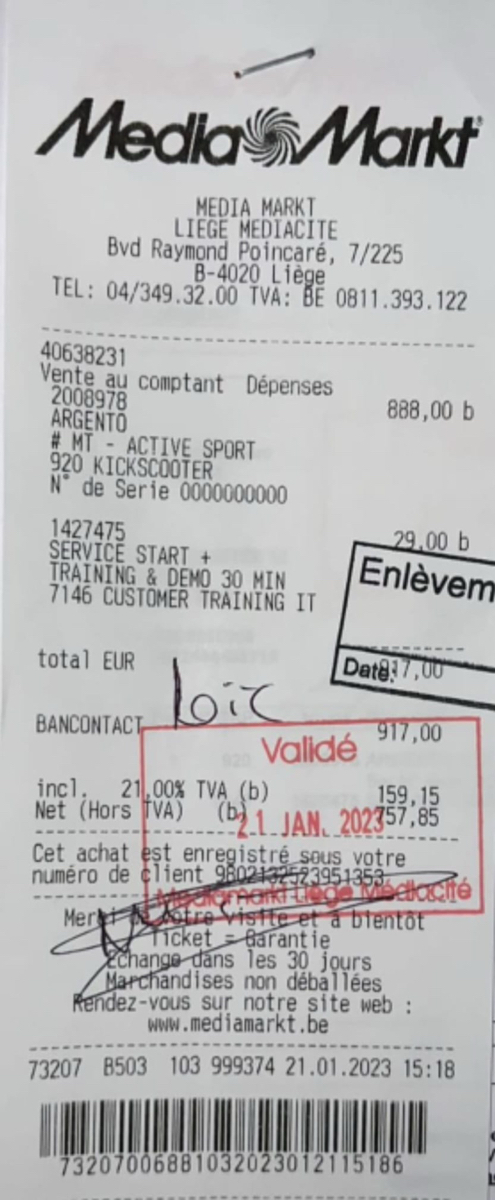 Media Markt
MEDIA MARKT
LIEGE MEDIACITE
Bvd Raymond Poincaré, 7/225
B-4020 Liège
TEL: 04/349.32.00 TVA: BE 0811.393.122
40638231
Vente au comptant Dépenses
2008978 888,00 b
ARGENTO
# MT - ACTIVE SPORT
920 KICKSCOOTER
N° de Serie 0000000000
1427475 29,00 b
SERVICE START +
TRAINING & DEMO 30 MIN
7146 CUSTOMER TRAINING IT
Enlèvem
Date:
total EUR 917,00
Loïc
BANCONTACT 917,00
Validé
incl. 21,00% TVA (b) 159,15
Net (Hors TVA) (b) 757,85
21 JAN. 2023
Cet achat est enregistré sous votre
numéro de client 9802132523951353
Mediamarkt Liège Médiacité
Merci de votre visite et à bientôt
Ticket = Garantie
Echange dans les 30 jours
Marchandises non déballées
Rendez-vous sur notre site web :
www.mediamarkt.be
73207 B503 103 999374 21.01.2023 15:18
73207006881032023012115186